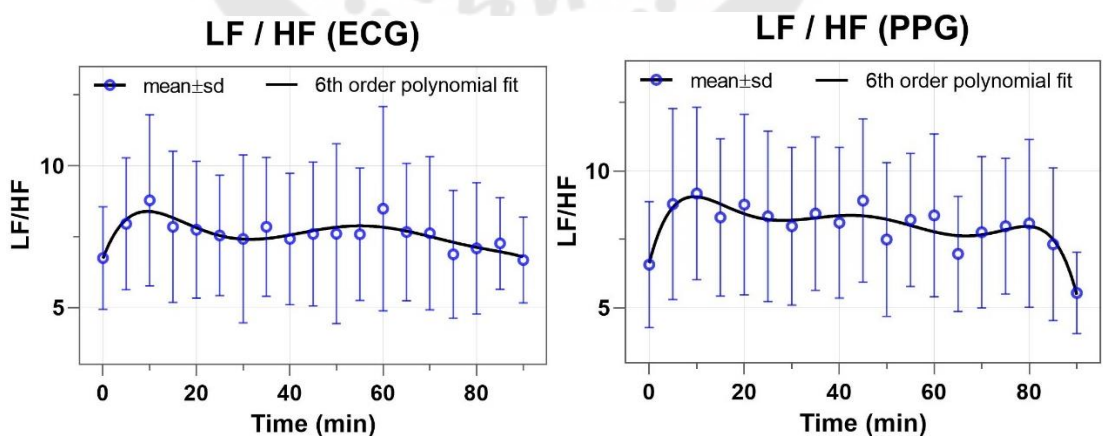 LF / HF (ECG)
mean±sd 6th order polynomial fit
10
5
LF/HF
0 20 40 60 80
Time (min)
LF / HF (PPG)
mean±sd 6th order polynomial fit
10
5
LF/HF
0 20 40 60 80
Time (min)